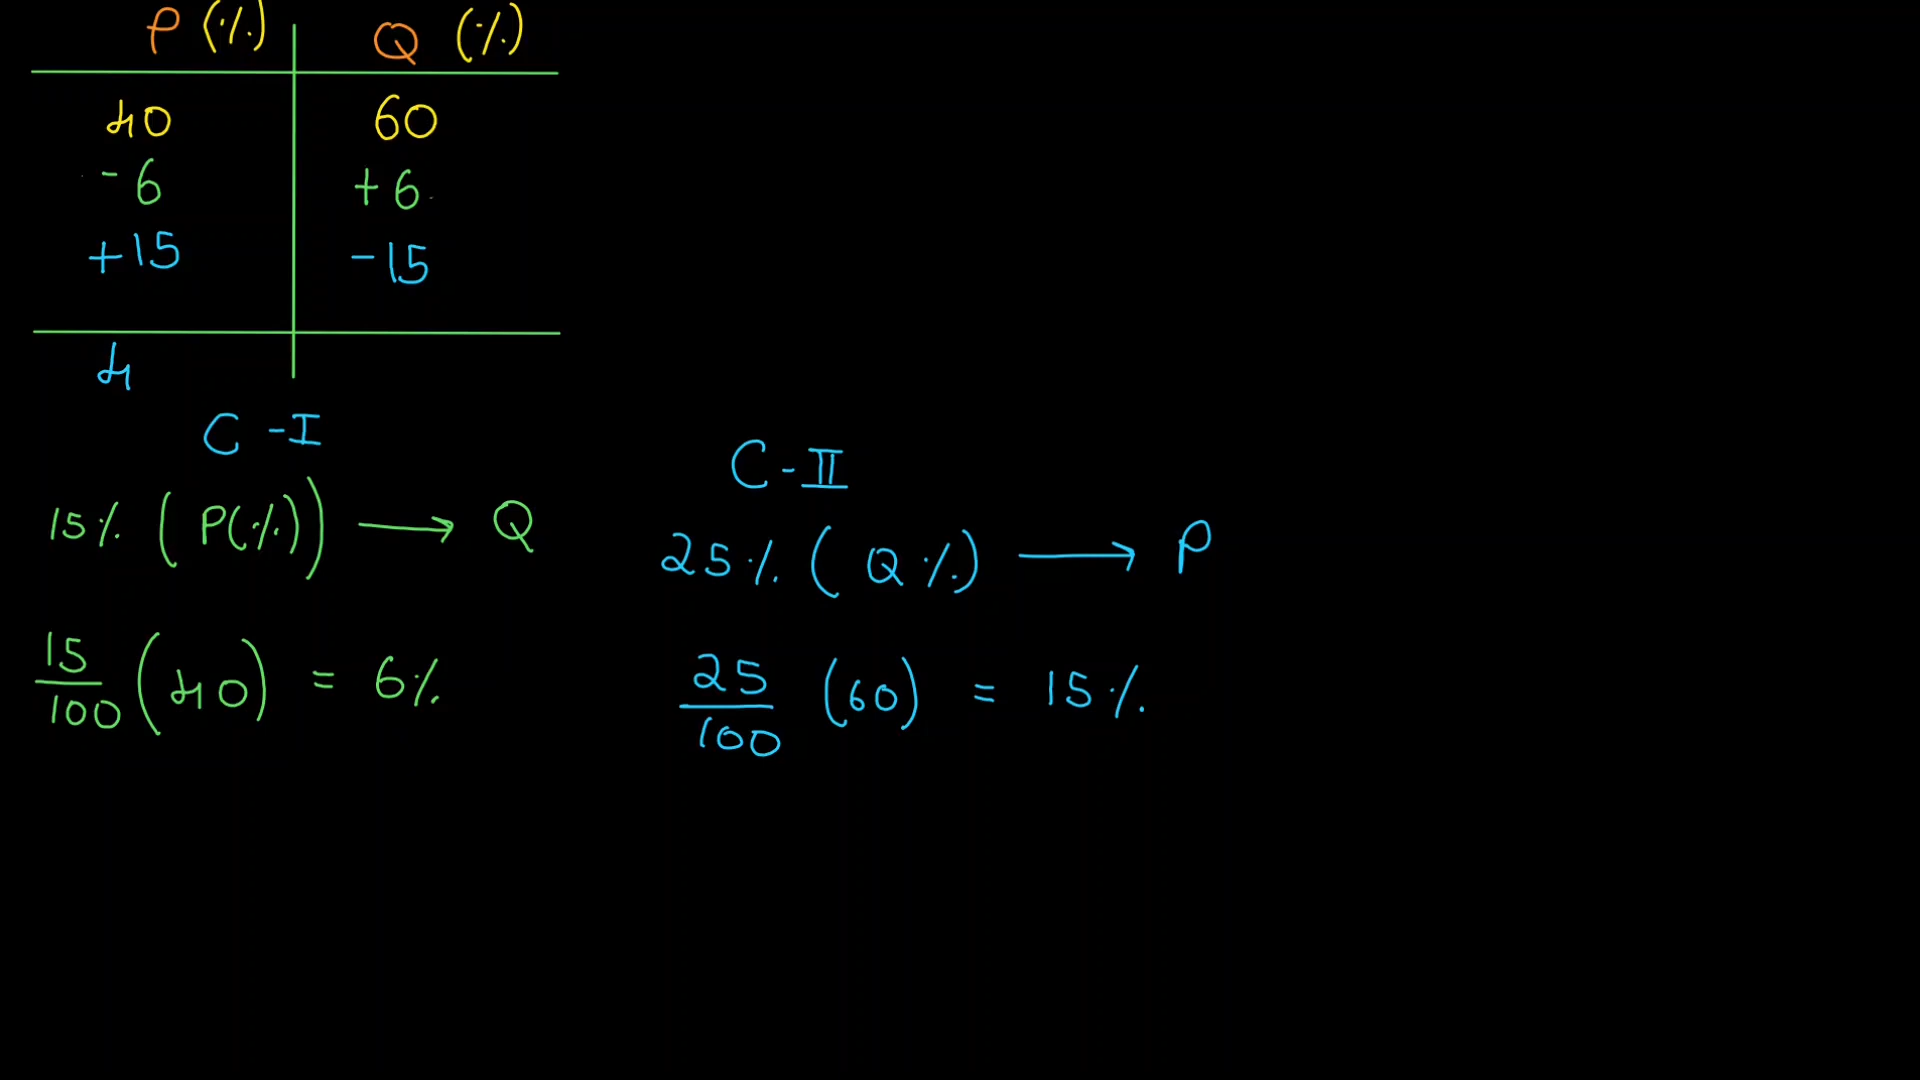 P (%) Q (%)
40 60
-6 +6
+15 -15
4
C - I
15% (P(%)) → Q
15/100 (40) = 6%
C - II
25% (Q %) → P
25/100 (60) = 15%